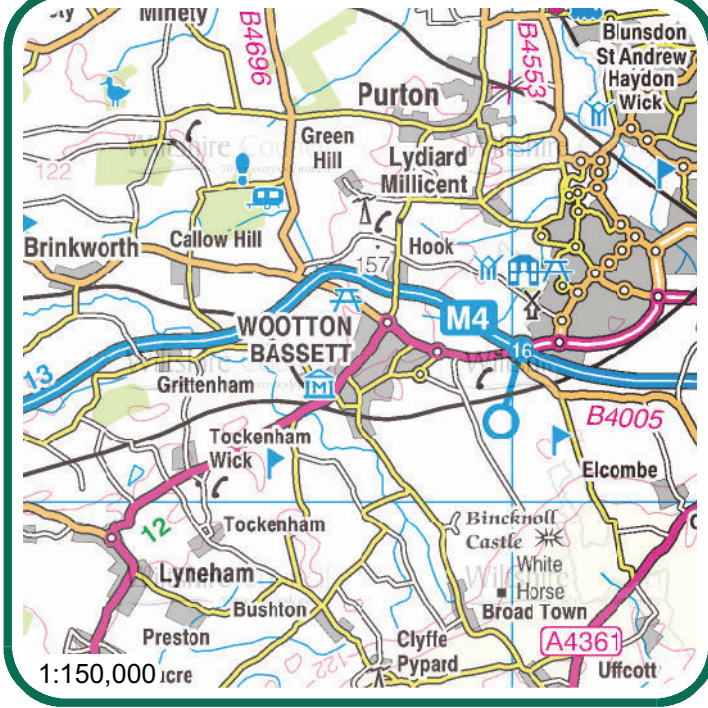 Minety
B4696
B4553
Blunsdon
St Andrew
Haydon
Wick
Purton
Green
Hill
Lydiard
Millicent
122
Brinkworth
Callow Hill
Hook
157
WOOTTON
BASSETT
M4
16
13
Grittenham
B4005
Tockenham
Wick
Elcombe
12
Tockenham
Bincknoll
Castle
White
Horse
Lyneham
Bushton
Broad Town
Preston
Clyffe
Pypard
122
A4361
Uffcott
1:150,000
Wiltshire